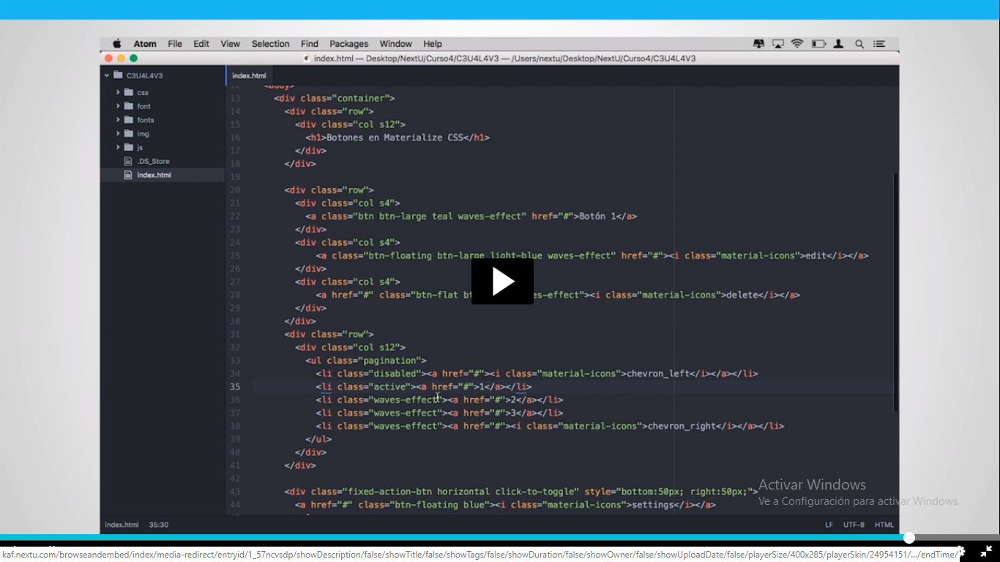 Atom File Edit View Selection Find Packages Window Help
index.html — Desktop/NextU/Curso4/C3U4L4V3 — /Users/nextu/Desktop/NextU/Curso4/C3U4L4V3
C3U4L4V3
css
font
fonts
img
js
.DS_Store
index.html
index.html
12 <body>
13 <div class="container">
14 <div class="row">
15 <div class="col s12">
16 <h1>Botones en Materialize CSS</h1>
17 </div>
18 </div>
19
20 <div class="row">
21 <div class="col s4">
22 <a class="btn btn-large teal waves-effect" href="#">Botón 1</a>
23 </div>
24 <div class="col s4">
25 <a class="btn-floating btn-large light-blue waves-effect" href="#"><i class="material-icons">edit</i></a>
26 </div>
27 <div class="col s4">
28 <a href="#" class="btn-flat es-effect"><i class="material-icons">delete</i></a>
29 </div>
30 </div>
31 <div class="row">
32 <div class="col s12">
33 <ul class="pagination">
34 <li class="disabled"><a href="#"><i class="material-icons">chevron_left</i></a></li>
35 <li class="active"><a href="#">1</a></li>
36 <li class="waves-effect"><a href="#">2</a></li>
37 <li class="waves-effect"><a href="#">3</a></li>
38 <li class="waves-effect"><a href="#"><i class="material-icons">chevron_right</i></a></li>
39 </ul>
40 </div>
41 </div>
42
43 <div class="fixed-action-btn horizontal click-to-toggle" style="bottom:50px; right:50px;">
44 <a href="#" class="btn-floating blue"><i class="material-icons">settings</i></a>
Activar Windows
Ve a Configuración para activar Windows.
index.html 35:30 LF UTF-8 HTML
kaf.nextu.com/browseandembed/index/media-redirect/entryid/1_57ncvsdp/showDescription/false/showTitle/false/showTags/false/showDuration/false/showOwner/false/showUploadDate/false/playerSize/400x285/playerSkin/24954151/.../endTime/